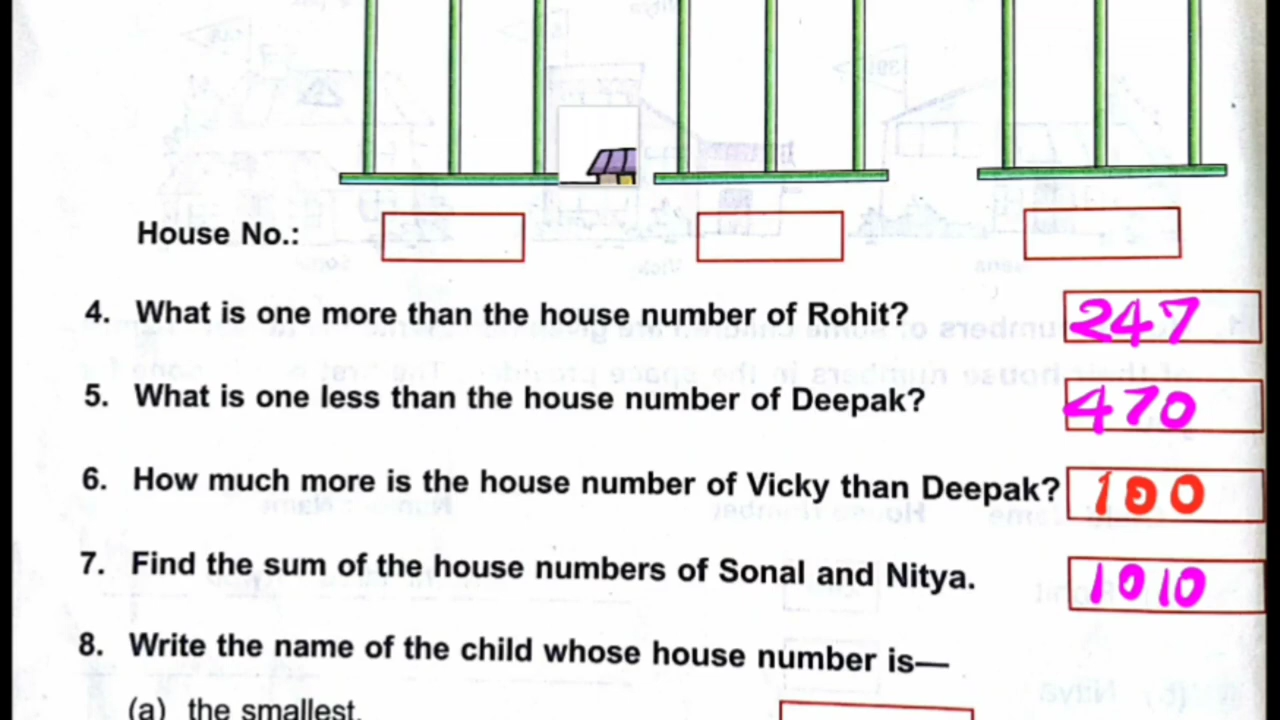 House No.:
4. What is one more than the house number of Rohit? 247
5. What is one less than the house number of Deepak? 470
6. How much more is the house number of Vicky than Deepak? 100
7. Find the sum of the house numbers of Sonal and Nitya. 1010
8. Write the name of the child whose house number is—
(a) the smallest.